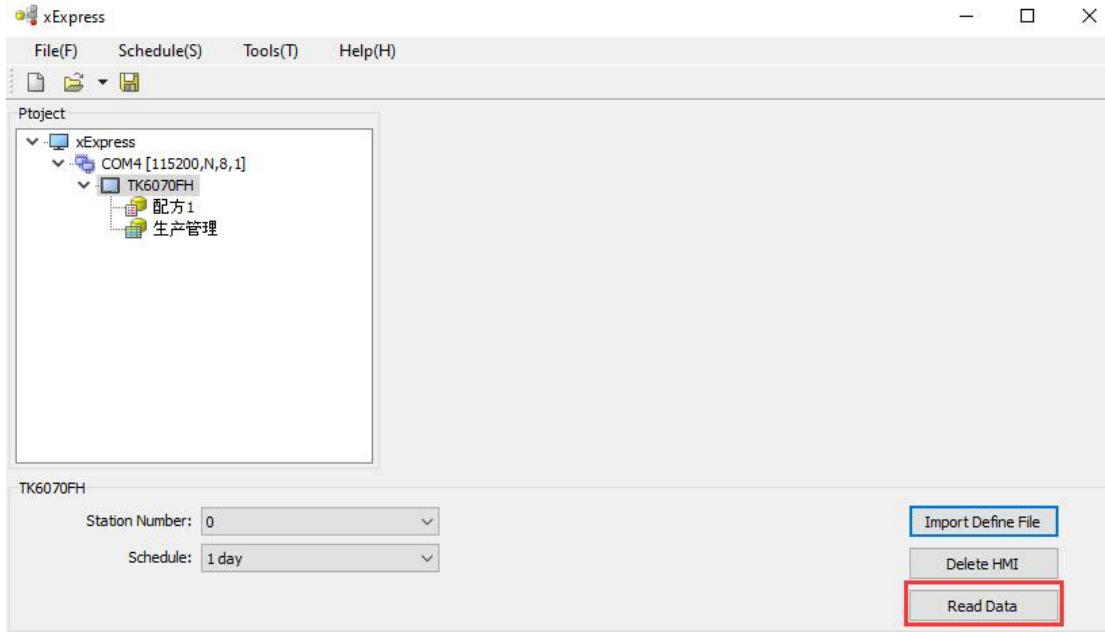 xExpress
File(F) Schedule(S) Tools(T) Help(H)
Ptoject
xExpress
COM4 [115200,N,8,1]
TK6070FH
配方1
生产管理
TK6070FH
Station Number: 0
Import Define File
Schedule: 1 day
Delete HMI
Read Data